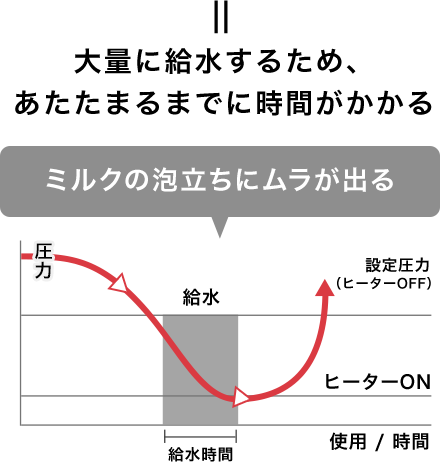 =
大量に給水するため、
あたたまるまでに時間がかかる
ミルクの泡立ちにムラが出る
圧力
設定圧力
(ヒーターOFF)
給水
ヒーターON
使用 / 時間
給水時間